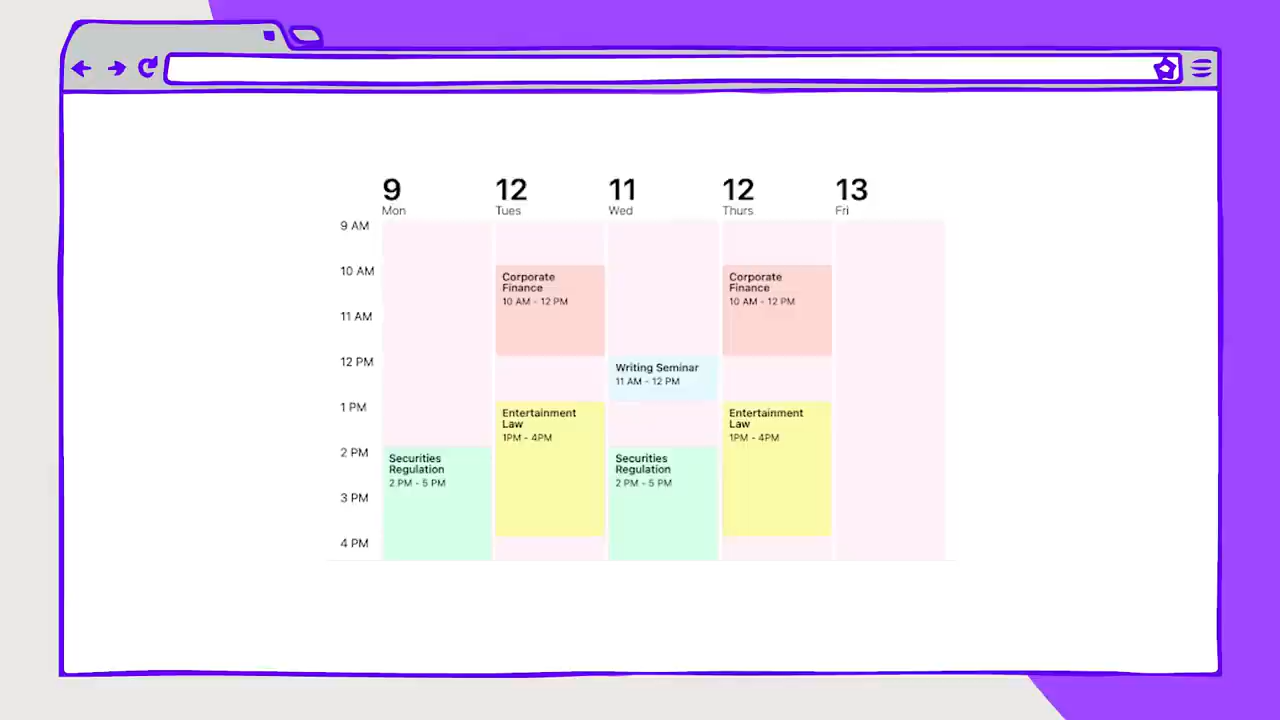 9
Mon
12
Tues
11
Wed
12
Thurs
13
Fri
9 AM
10 AM
11 AM
12 PM
1 PM
2 PM
3 PM
4 PM
Securities
Regulation
2 PM - 5 PM
Corporate
Finance
10 AM - 12 PM
Entertainment
Law
1PM - 4PM
Writing Seminar
11 AM - 12 PM
Securities
Regulation
2 PM - 5 PM
Corporate
Finance
10 AM - 12 PM
Entertainment
Law
1PM - 4PM